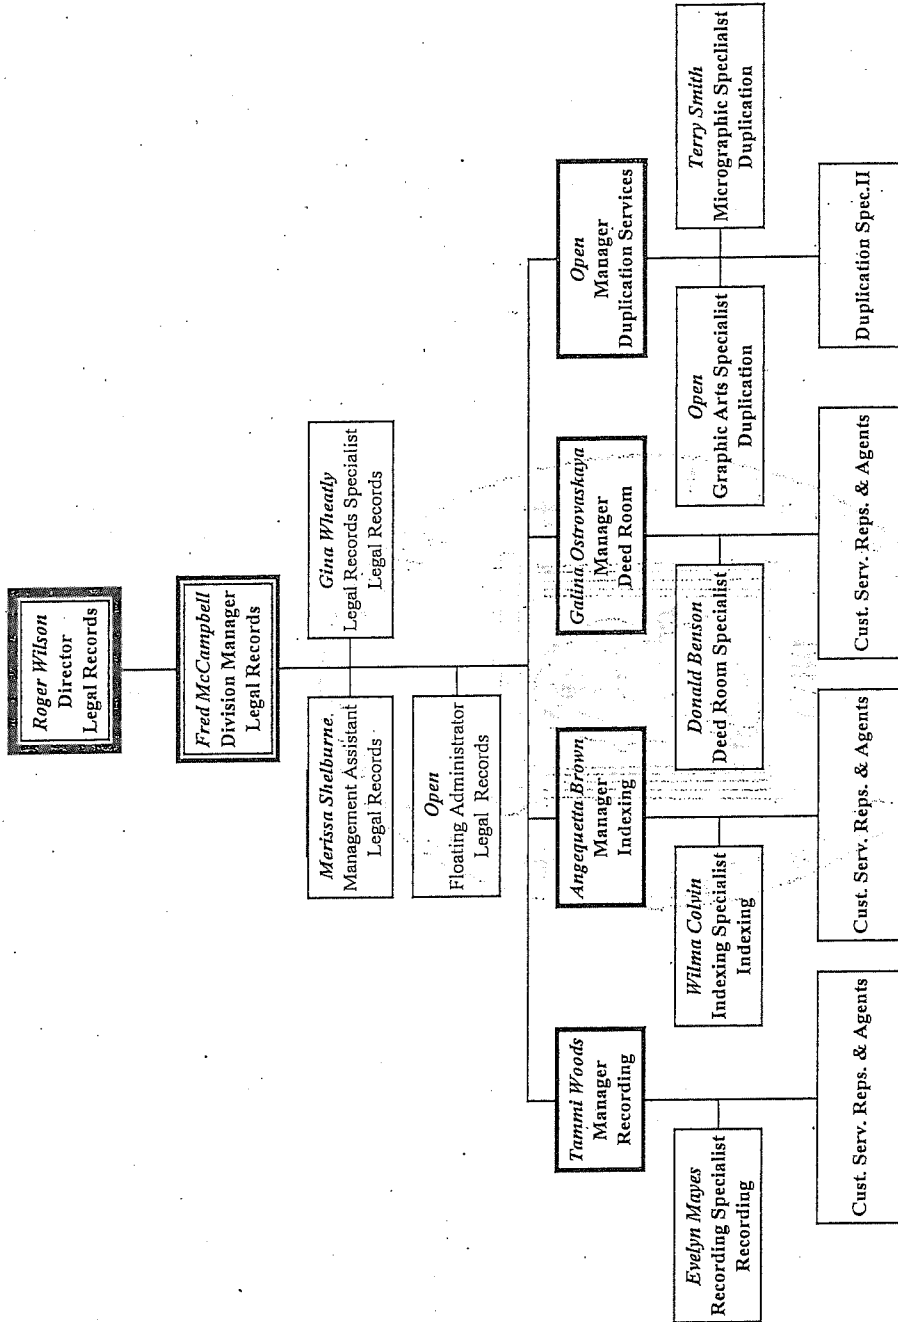 Roger Wilson
Director
Legal Records
Fred McCampbell
Division Manager
Legal Records
Merissa Shelburne.
Management Assistant
Legal Records
Gina Wheatly
Legal Records Specialist
Legal Records
Open
Floating Administrator
Legal Records
Tammi Woods
Manager
Recording
Angequetta Brown
Manager
Indexing
Galina Ostrovaskaya
Manager
Deed Room
Open
Manager
Duplication Services
Evelyn Mayes
Recording Specialist
Recording
Wilma Colvin
Indexing Specialist
Indexing
Donald Benson
Deed Room Specialist
Open
Graphic Arts Specialist
Duplication
Terry Smith
Micrographic Speclialst
Duplication
Cust. Serv. Reps. & Agents
Cust. Serv. Reps. & Agents
Cust. Serv. Reps. & Agents
Duplication Spec.II